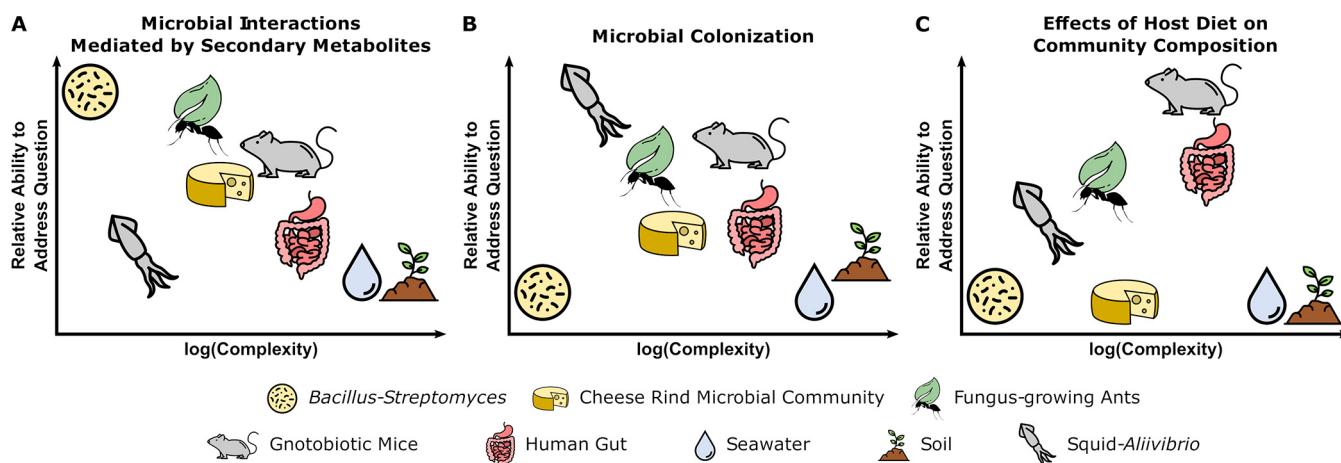 A
Microbial Interactions
Mediated by Secondary Metabolites
Relative Ability to
Address Question
log(Complexity)
B
Microbial Colonization
Relative Ability to
Address Question
log(Complexity)
C
Effects of Host Diet on
Community Composition
Relative Ability to
Address Question
log(Complexity)
Bacillus-Streptomyces
Cheese Rind Microbial Community
Fungus-growing Ants
Gnotobiotic Mice
Human Gut
Seawater
Soil
Squid-Aliivibrio